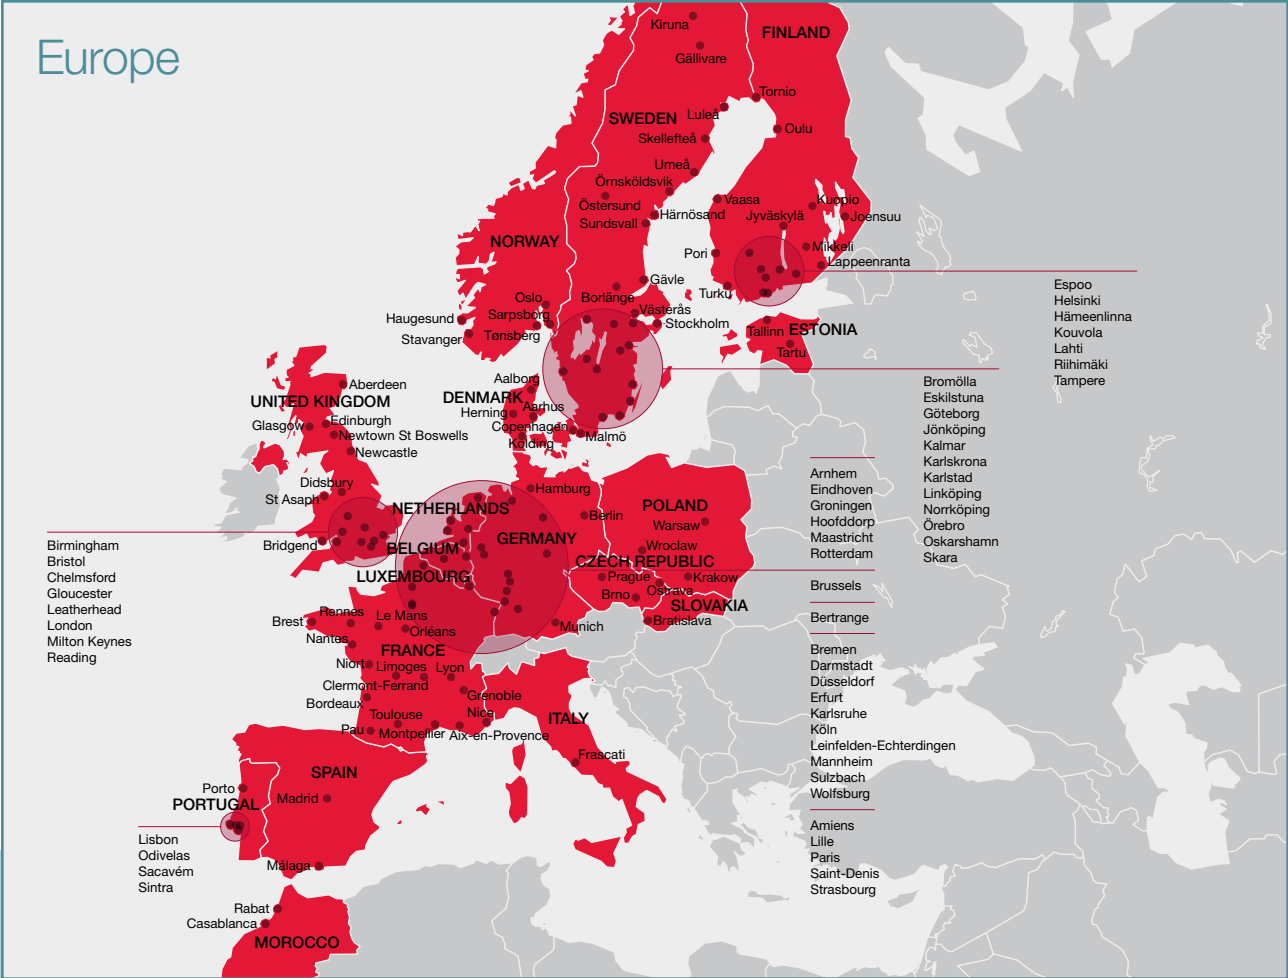 Europe
Kiruna
FINLAND
Gällivare
Tornio
Luleå
SWEDEN
Oulu
Skellefteå
Umeå
Örnsköldsvik
Östersund
Vaasa
Kuopio
Härnösand
Jyväskylä
Joensuu
Sundsvall
NORWAY
Mikkeli
Pori
Lappeenranta
Gävle
Turku
Oslo
Borlänge
Sarpsborg
Västerås
Haugesund
Stockholm
Stavanger
Tønsberg
Tallinn
ESTONIA
Tartu
Espoo
Helsinki
Hämeenlinna
Kouvola
Lahti
Riihimäki
Tampere
Aalborg
Aberdeen
DENMARK
UNITED KINGDOM
Herning
Aarhus
Edinburgh
Glasgow
Copenhagen
Newtown St Boswells
Malmö
Kolding
Newcastle
Bromölla
Eskilstuna
Göteborg
Jönköping
Kalmar
Karlskrona
Karlstad
Linköping
Norrköping
Örebro
Oskarshamn
Skara
Didsbury
Hamburg
St Asaph
NETHERLANDS
POLAND
Berlin
Warsaw
GERMANY
Bridgend
BELGIUM
Wroclaw
CZECH REPUBLIC
LUXEMBOURG
Prague
Krakow
Ostrava
Brno
SLOVAKIA
Bratislava
Munich
Birmingham
Bristol
Chelmsford
Gloucester
Leatherhead
London
Milton Keynes
Reading
Arnhem
Eindhoven
Groningen
Hoofddorp
Maastricht
Rotterdam
Brussels
Bertrange
Bremen
Darmstadt
Düsseldorf
Erfurt
Karlsruhe
Köln
Leinfelden-Echterdingen
Mannheim
Sulzbach
Wolfsburg
Amiens
Lille
Paris
Saint-Denis
Strasbourg
Rennes
Le Mans
Brest
Orléans
Nantes
FRANCE
Niort
Limoges
Lyon
Clermont-Ferrand
Grenoble
Bordeaux
Toulouse
Nice
Pau
Montpellier
Aix-en-Provence
ITALY
Frascati
SPAIN
Porto
Madrid
PORTUGAL
Lisbon
Odivelas
Sacavém
Sintra
Málaga
Rabat
Casablanca
MOROCCO